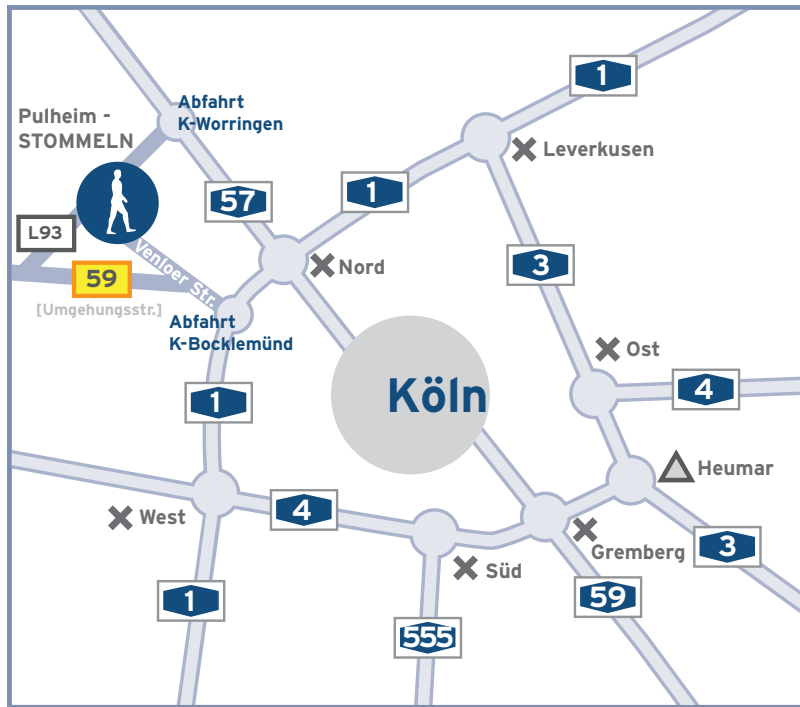 1
Abfahrt
K-Worringen
Pulheim -
STOMMELN
Leverkusen
57
1
L93
Venloer Str.
3
Nord
59
[Umgehungsstr.]
Abfahrt
K-Bocklemünd
Ost
1
Köln
4
Heumar
4
West
Gremberg
3
Süd
1
59
555